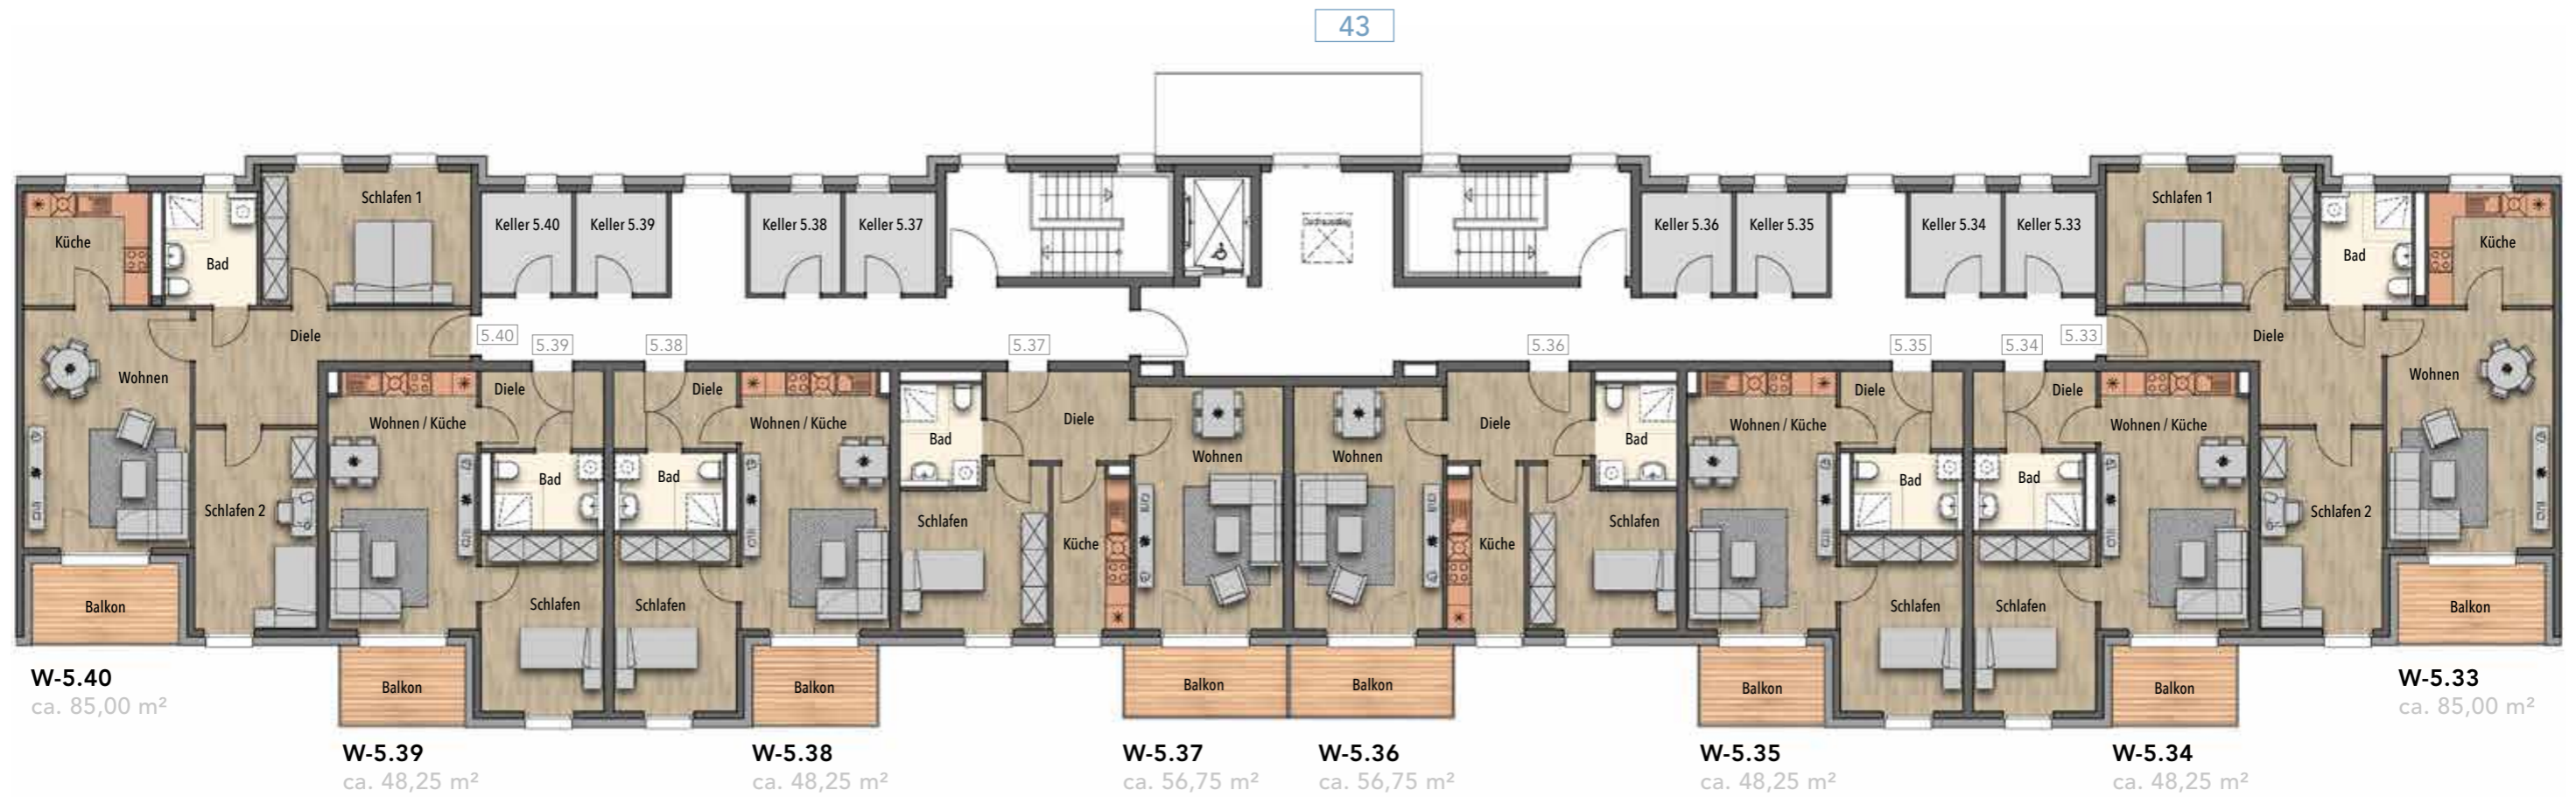 43
Schlafen 1
Schlafen 1
Keller 5.40
Keller 5.39
Keller 5.38
Keller 5.37
Dachausstieg
Keller 5.36
Keller 5.35
Keller 5.34
Keller 5.33
Küche
Bad
Bad
Küche
Diele
5.40
5.39
5.38
5.37
5.36
5.35
5.34
5.33
Diele
Wohnen
Diele
Diele
Diele
Diele
Diele
Diele
Wohnen
Wohnen / Küche
Wohnen / Küche
Bad
Wohnen
Wohnen
Bad
Wohnen / Küche
Wohnen / Küche
Bad
Bad
Bad
Bad
Schlafen 2
Schlafen
Küche
Küche
Schlafen
Schlafen 2
Balkon
Schlafen
Schlafen
Schlafen
Schlafen
Balkon
Balkon
Balkon
Balkon
Balkon
Balkon
Balkon
W-5.40
ca. 85,00 m²
W-5.33
ca. 85,00 m²
W-5.39
ca. 48,25 m²
W-5.38
ca. 48,25 m²
W-5.37
ca. 56,75 m²
W-5.36
ca. 56,75 m²
W-5.35
ca. 48,25 m²
W-5.34
ca. 48,25 m²